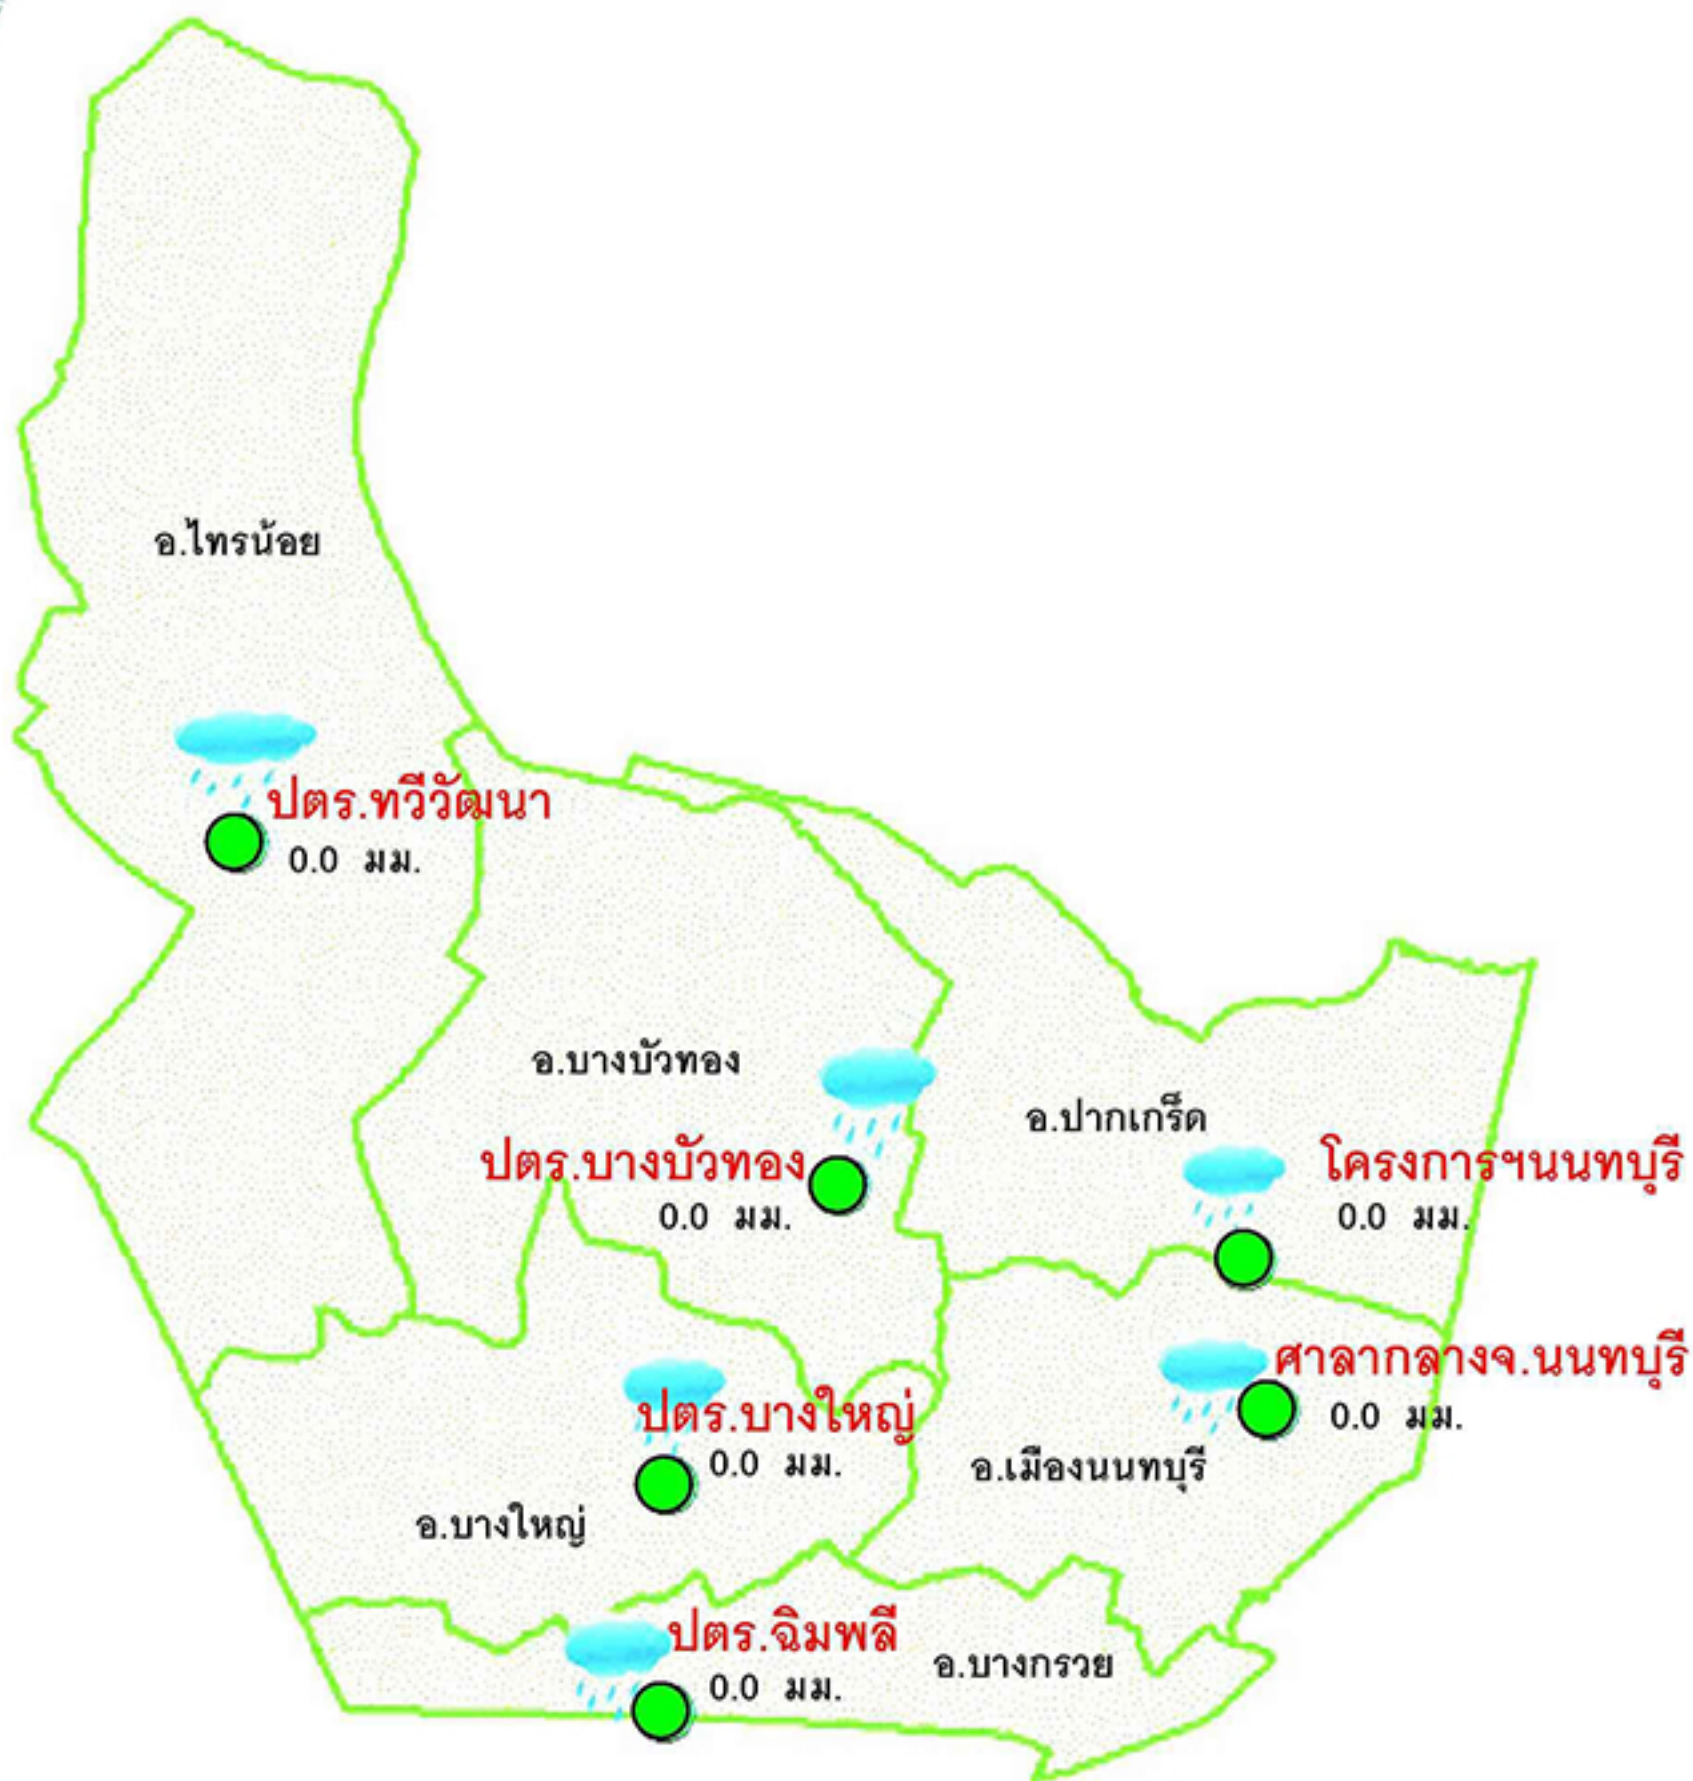 อ.ไทรน้อย
ปตร.ทวีวัฒนา
0.0 มม.
อ.บางบัวทอง
อ.ปากเกร็ด
ปตร.บางบัวทอง
0.0 มม.
โครงการฯนนทบุรี
0.0 มม.
ศาลากลางจ.นนทบุรี
0.0 มม.
ปตร.บางใหญ่
0.0 มม.
อ.เมืองนนทบุรี
อ.บางใหญ่
ปตร.ฉิมพลี
0.0 มม.
อ.บางกรวย